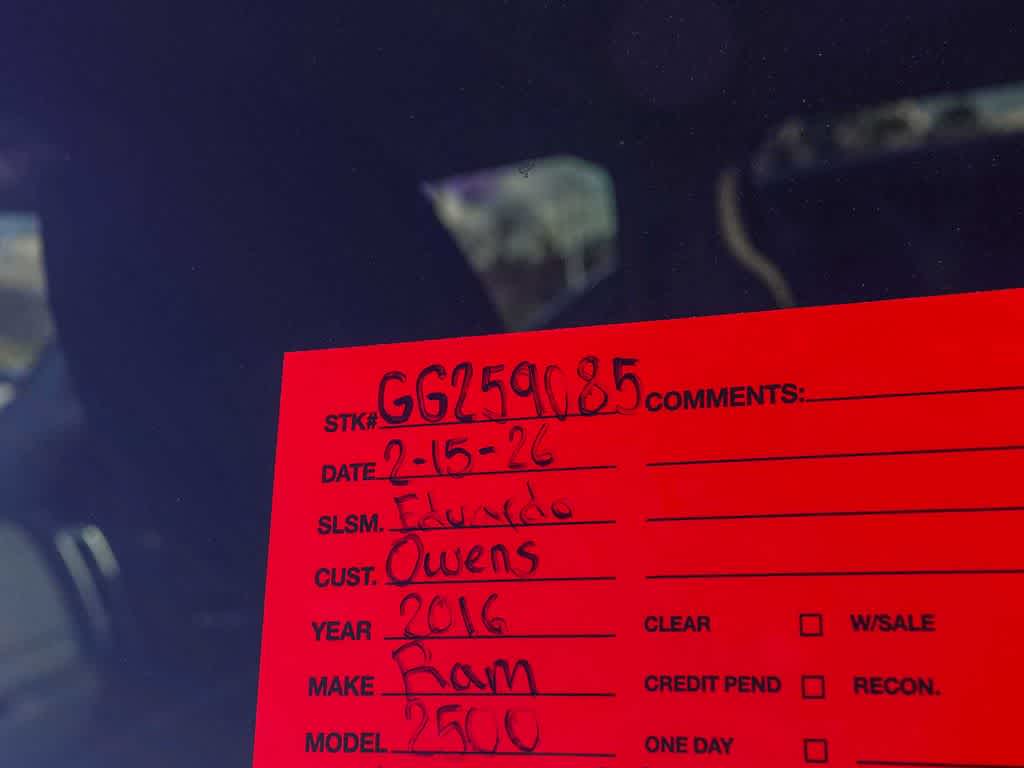 STK# GG259085 COMMENTS:
DATE 2-15-26
SLSM. Eduardo
CUST. Owens
YEAR 2016 CLEAR W/SALE
MAKE Ram CREDIT PEND RECON.
MODEL 2500 ONE DAY